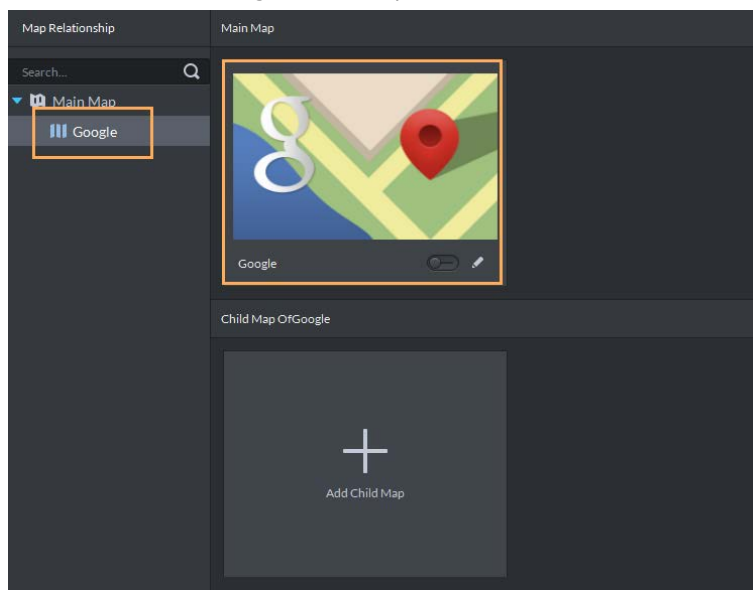 Map Relationship
Main Map
Search...
Main Map
Google
g
Google
Child Map OfGoogle
Add Child Map